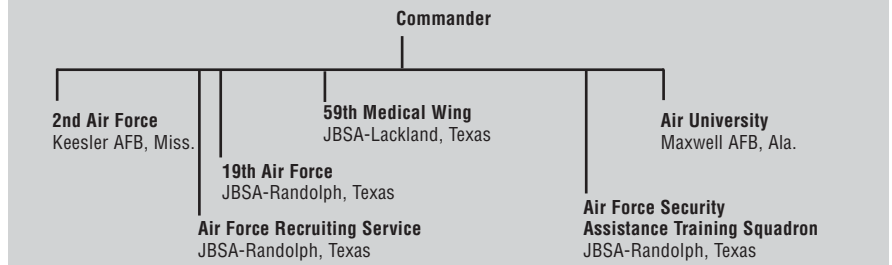 Commander
2nd Air Force
Keesler AFB, Miss.
Air Force Recruiting Service
JBSA-Randolph, Texas
19th Air Force
JBSA-Randolph, Texas
59th Medical Wing
JBSA-Lackland, Texas
Air Force Security
Assistance Training Squadron
JBSA-Randolph, Texas
Air University
Maxwell AFB, Ala.